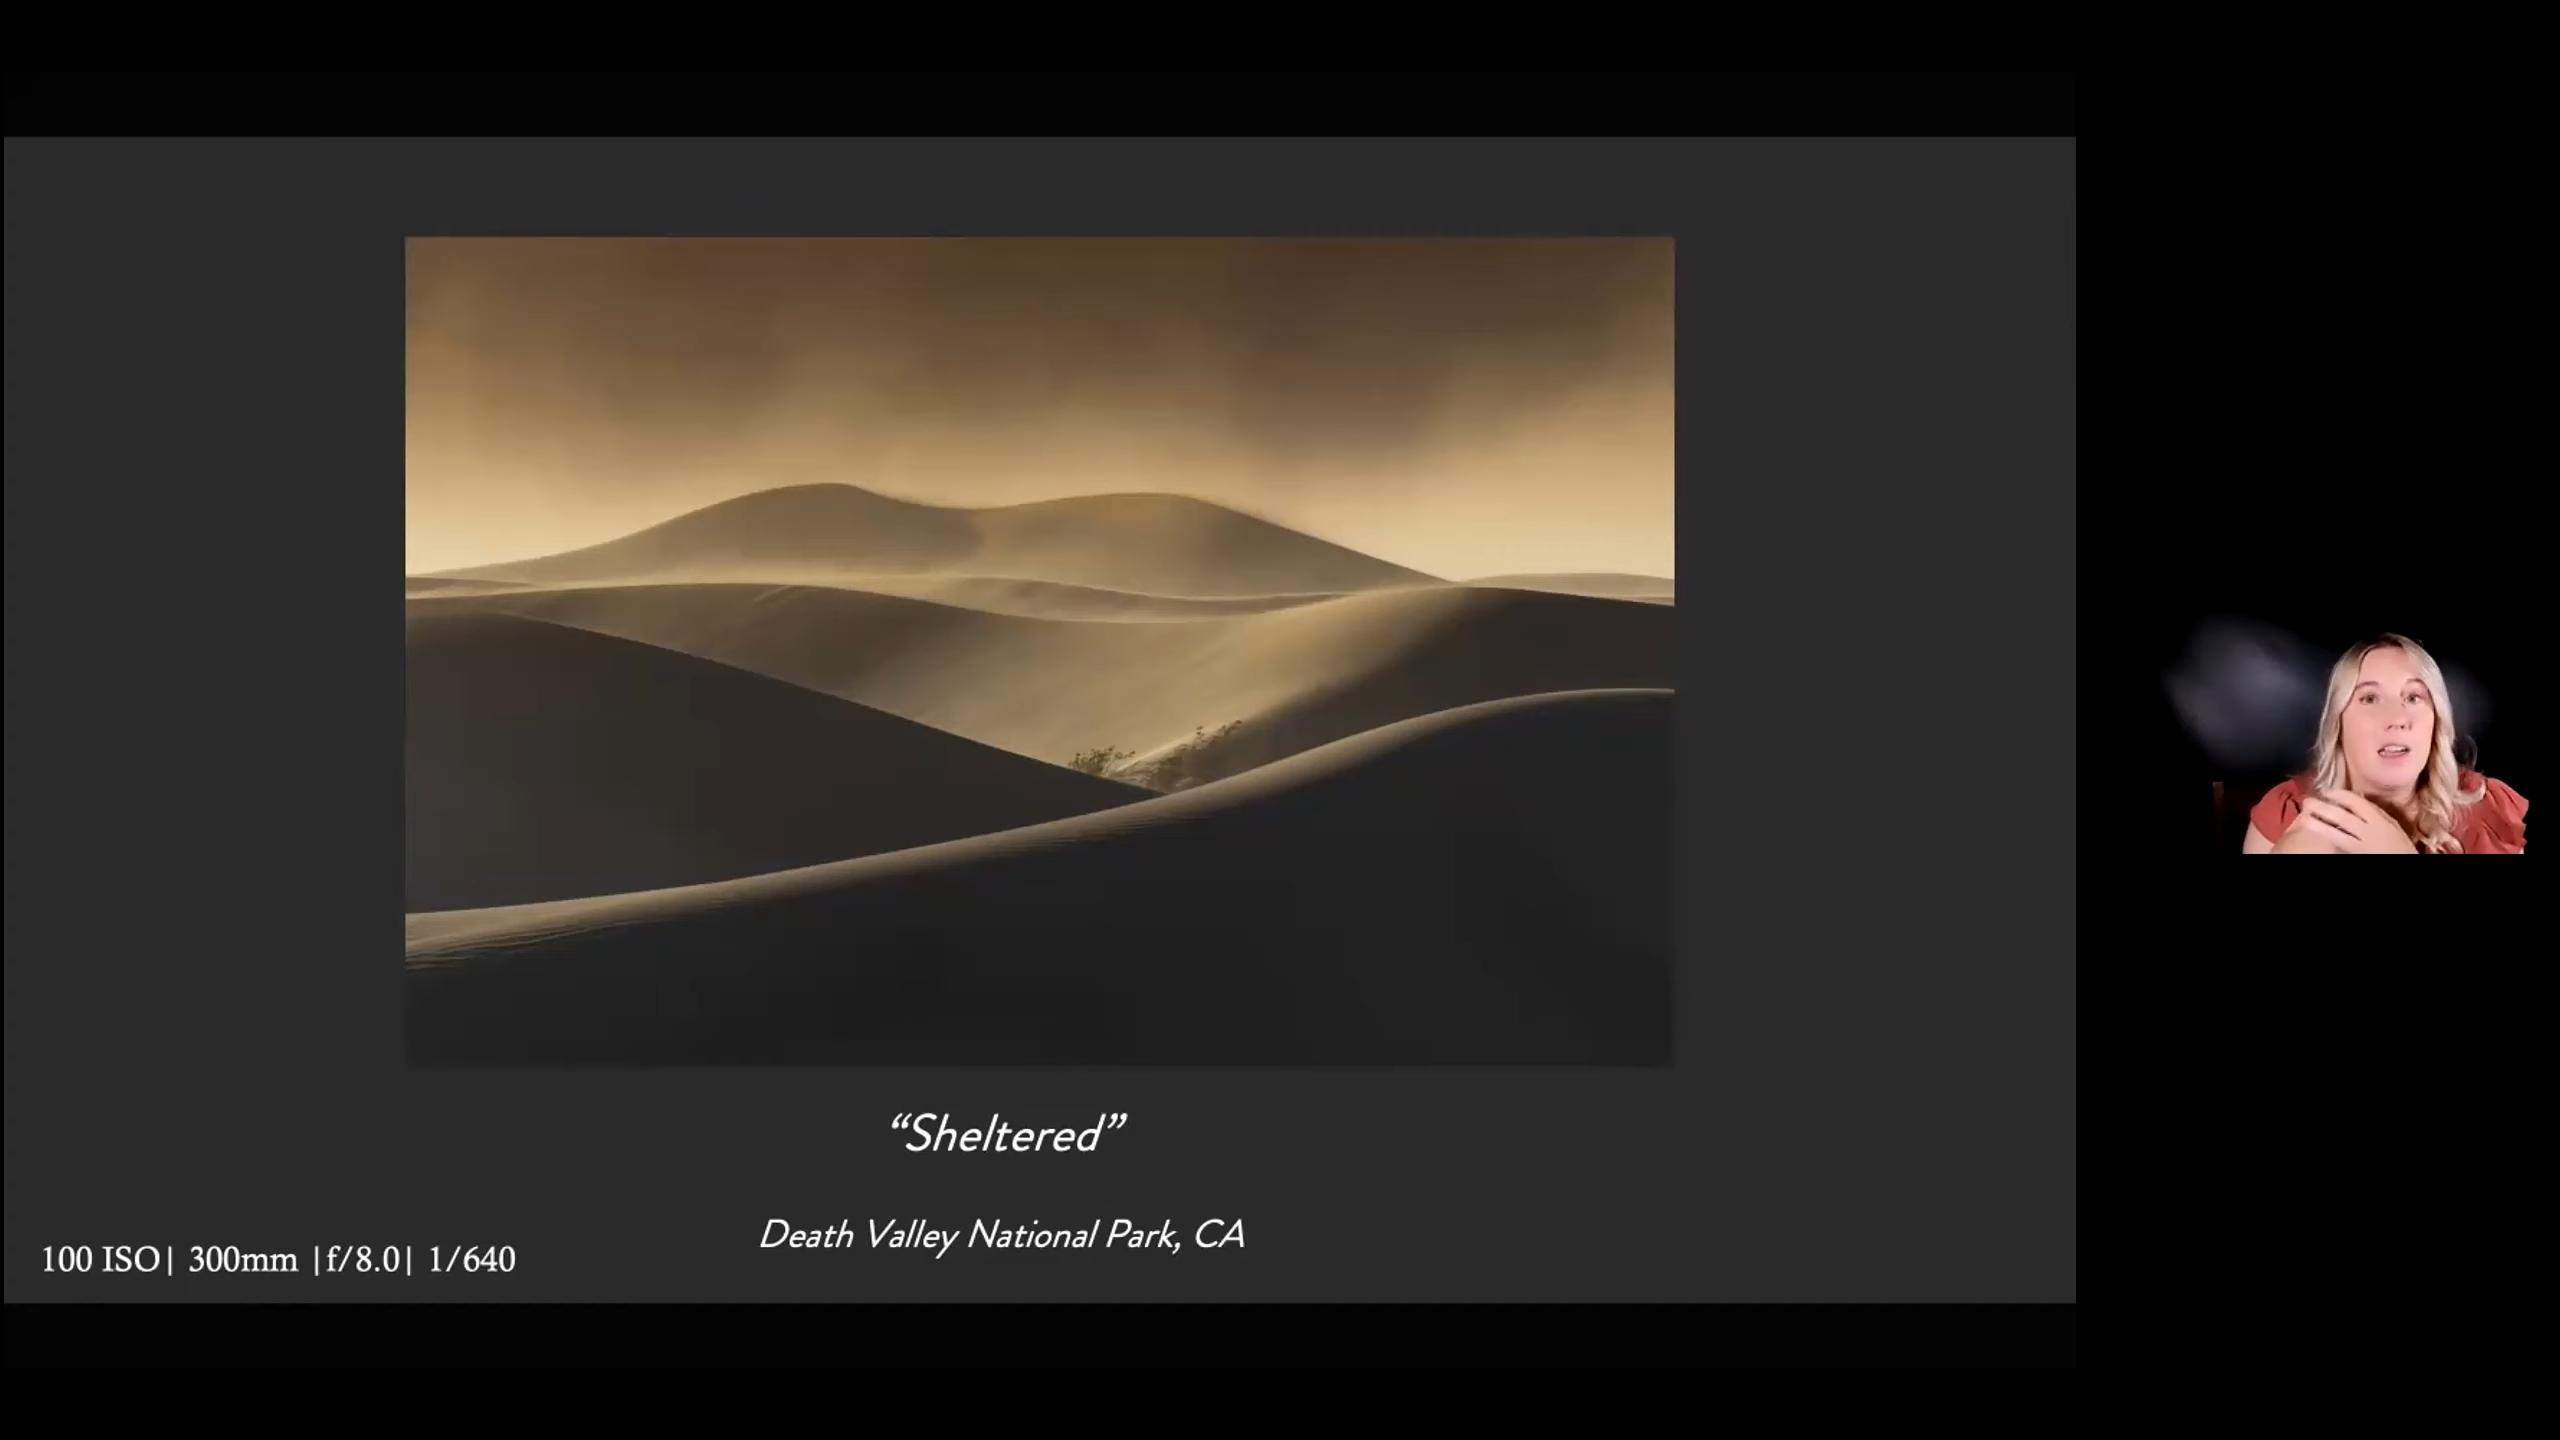 “Sheltered”
Death Valley National Park, CA
100 ISO| 300mm |f/8.0| 1/640